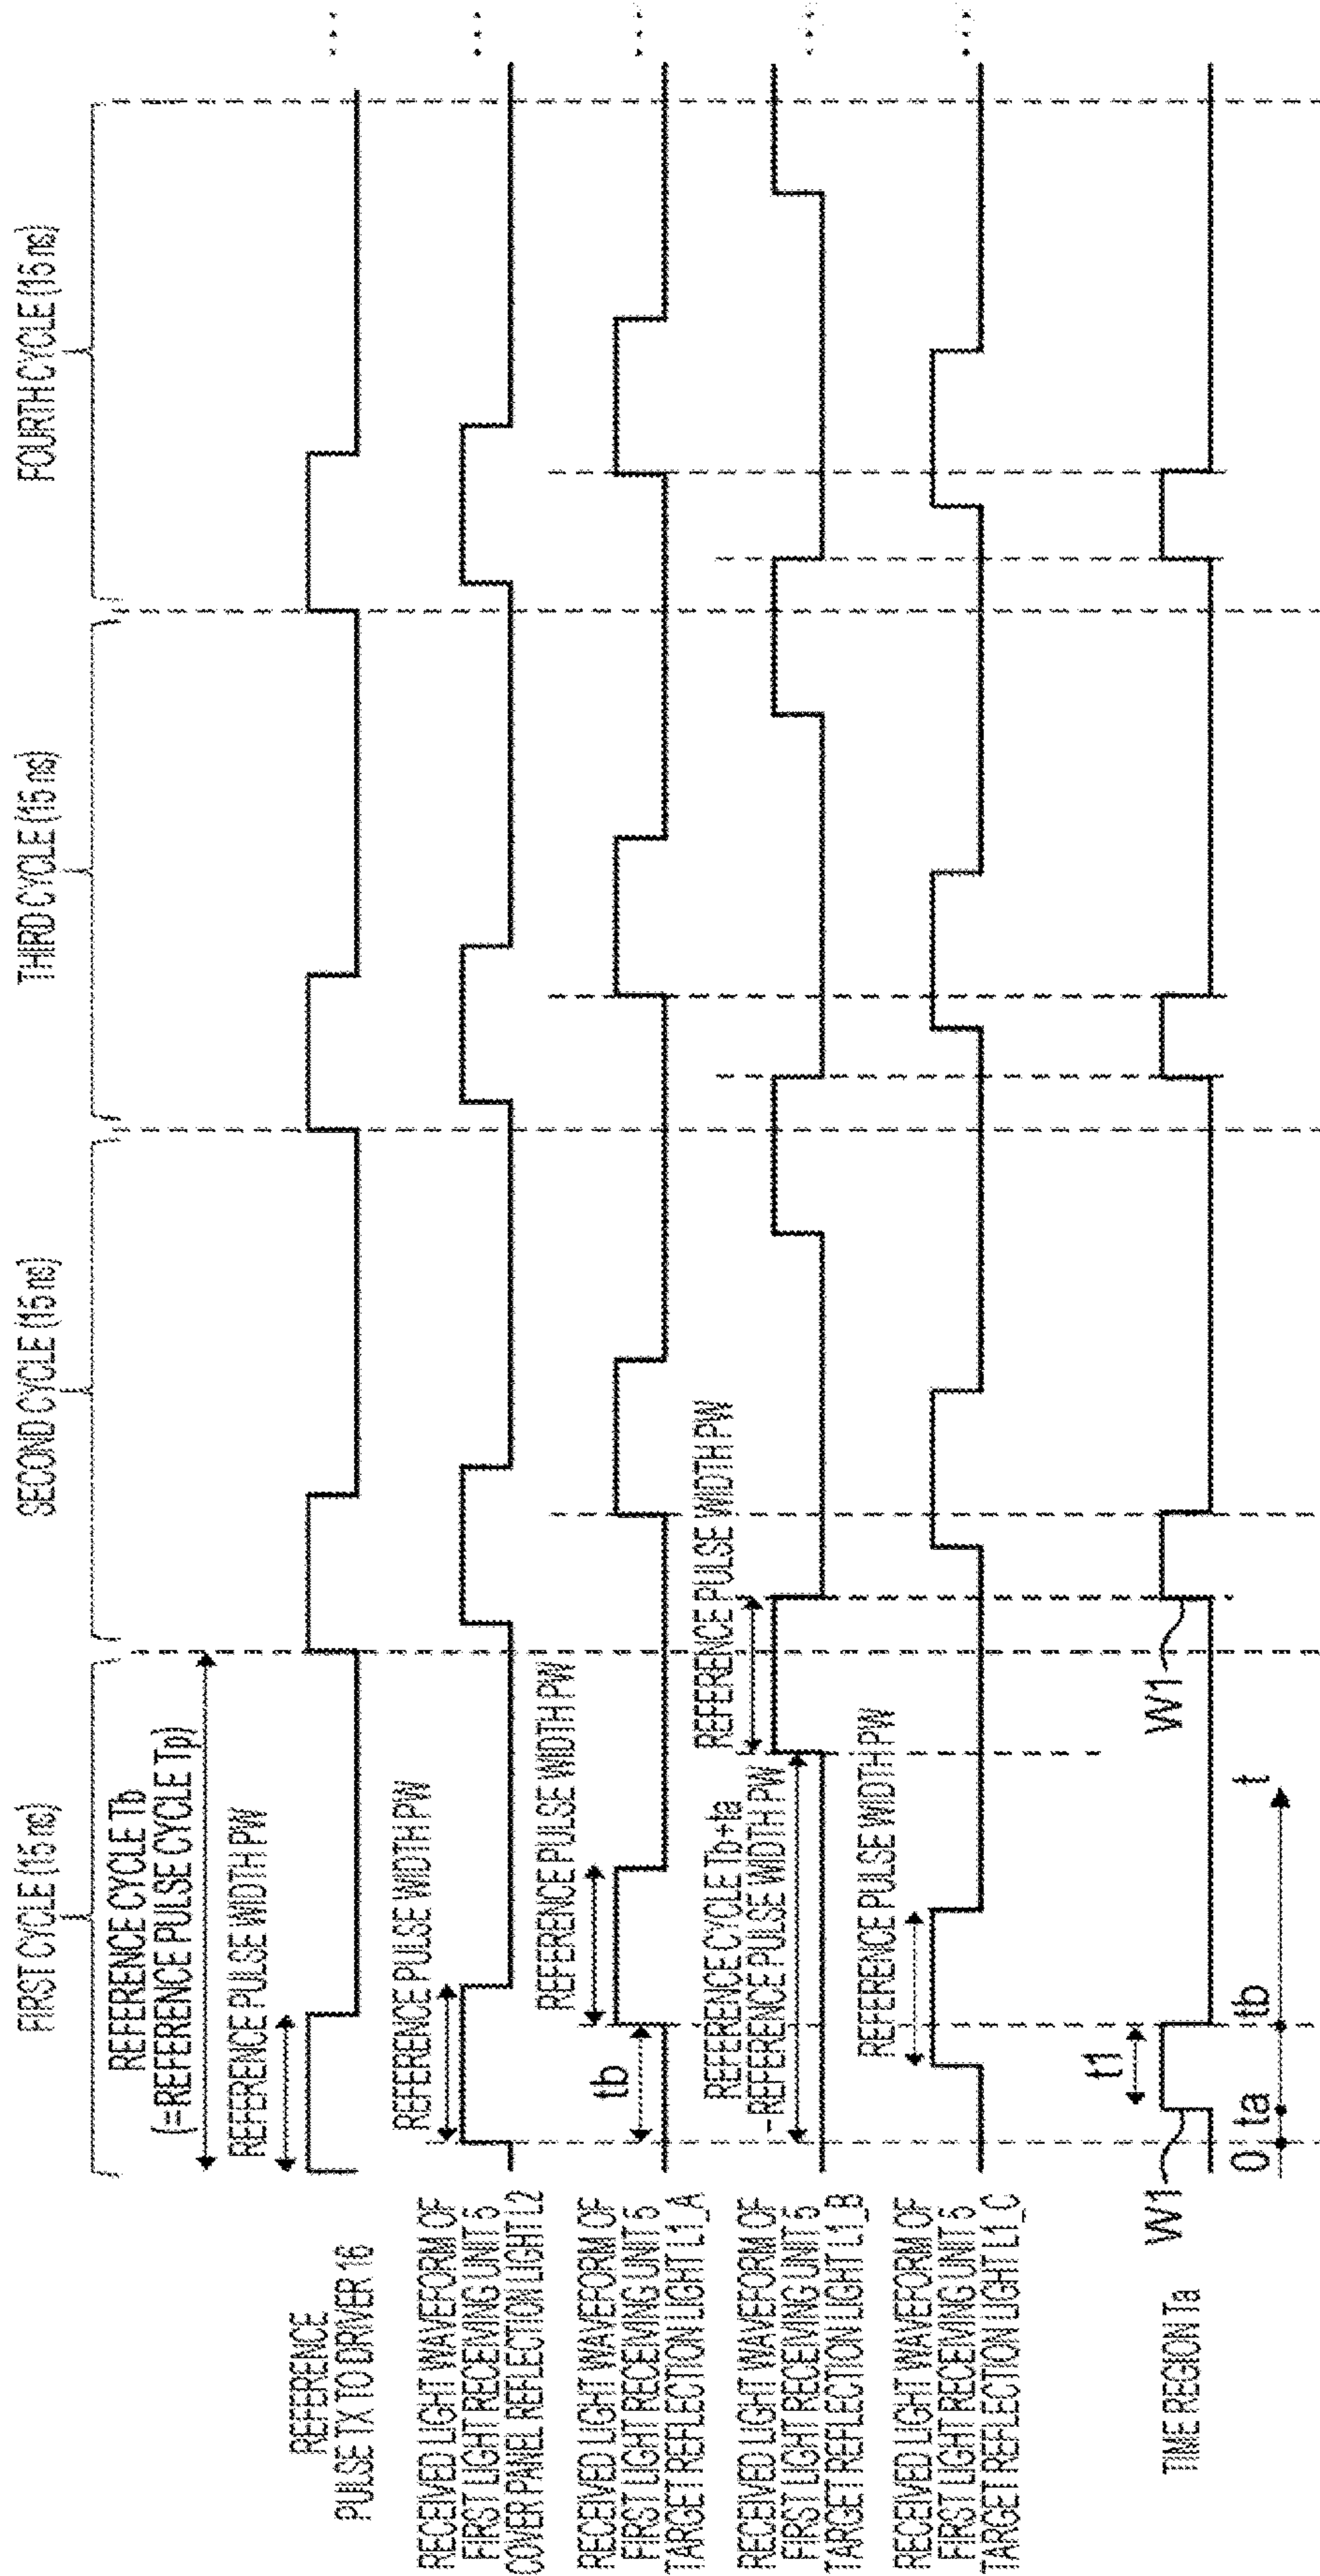 FIRST CYCLE (15 ns)
SECOND CYCLE (15 ns)
THIRD CYCLE (15 ns)
FOURTH CYCLE (15 ns)
REFERENCE CYCLE Tb
(=REFERENCE PULSE CYCLE Tp)
REFERENCE PULSE WIDTH PW
REFERENCE
PULSE TX TO DRIVER 16
...
REFERENCE PULSE WIDTH PW
RECEIVED LIGHT WAVEFORM OF
FIRST LIGHT RECEIVING UNIT 5
COVER PANEL REFLECTION LIGHT L2
...
REFERENCE PULSE WIDTH PW
tb
RECEIVED LIGHT WAVEFORM OF
FIRST LIGHT RECEIVING UNIT 5
TARGET REFLECTION LIGHT L1_A
...
REFERENCE CYCLE Tb+ta
-REFERENCE PULSE WIDTH PW
REFERENCE PULSE WIDTH PW
RECEIVED LIGHT WAVEFORM OF
FIRST LIGHT RECEIVING UNIT 5
TARGET REFLECTION LIGHT L1_B
...
REFERENCE PULSE WIDTH PW
RECEIVED LIGHT WAVEFORM OF
FIRST LIGHT RECEIVING UNIT 5
TARGET REFLECTION LIGHT L1_C
...
t1
W1
W1
TIME REGION Ta
0 ta tb t